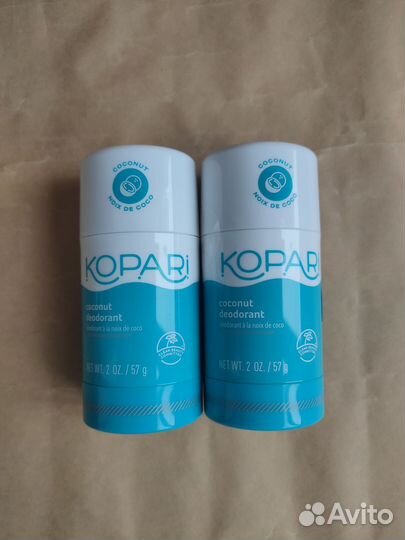 COCONUT
NOIX DE COCO
KOPARi
coconut
deodorant
déodorant à la noix de coco
NET WT. 2 OZ. / 57 g
COCONUT
NOIX DE COCO
KOPARi
coconut
deodorant
déodorant à la noix de coco
NET WT. 2 OZ. / 57 g
Avito